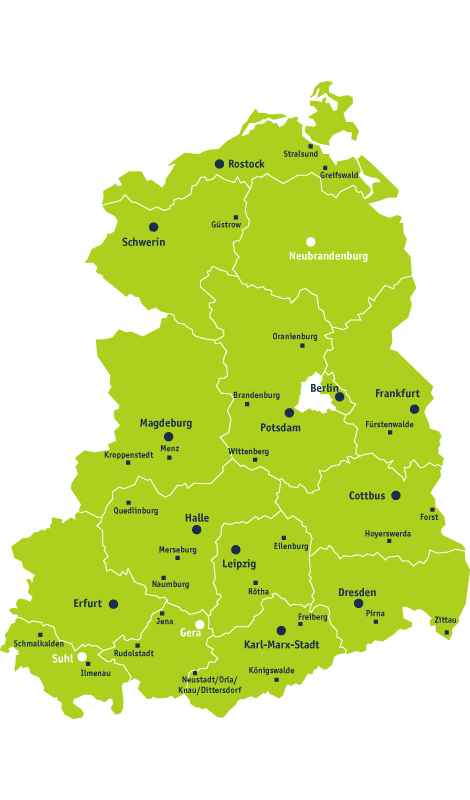 Stralsund
Rostock
Greifswald
Güstrow
Schwerin
Neubrandenburg
Oranienburg
Berlin
Frankfurt
Brandenburg
Magdeburg
Potsdam
Fürstenwalde
Menz
Kroppenstedt
Wittenberg
Cottbus
Quedlinburg
Halle
Forst
Hoyerswerda
Merseburg
Eilenburg
Leipzig
Naumburg
Rötha
Dresden
Erfurt
Pirna
Jena
Freiberg
Zittau
Gera
Schmalkalden
Karl-Marx-Stadt
Rudolstadt
Suhl
Ilmenau
Königswalde
Neustadt/Orla/
Knau/Dittersdorf